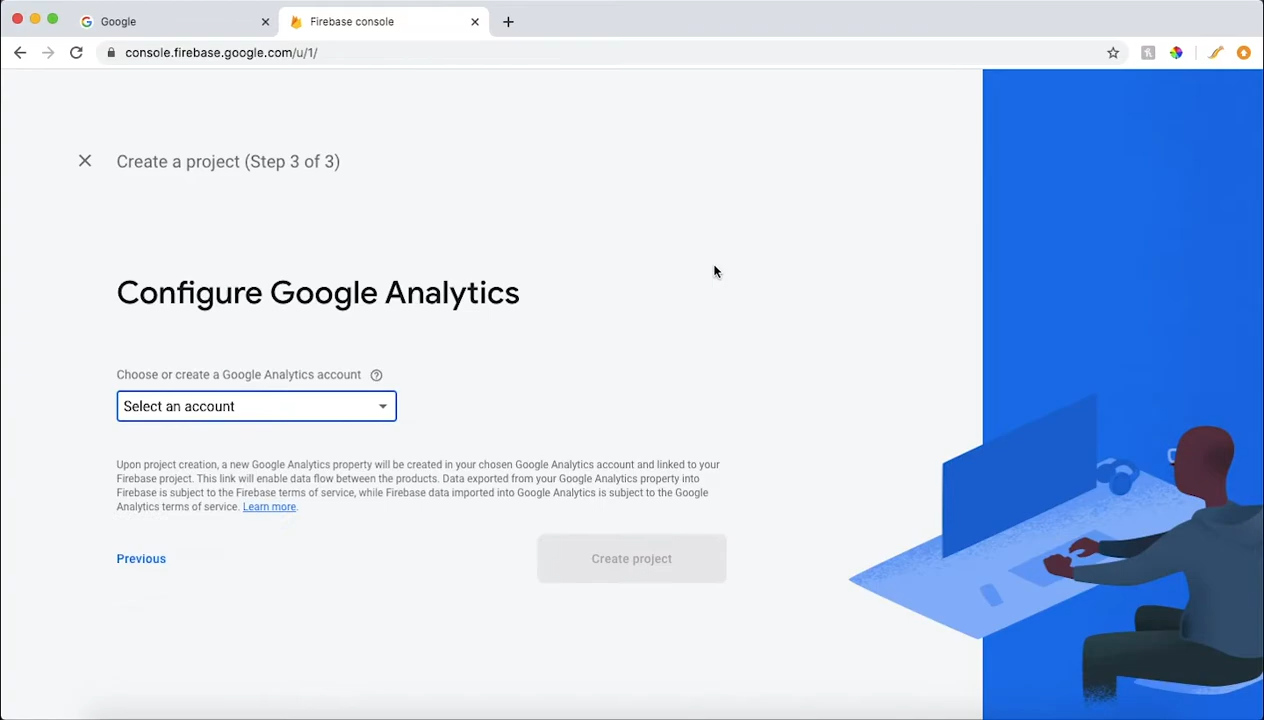 Google
Firebase console
console.firebase.google.com/u/1/
Create a project (Step 3 of 3)
Configure Google Analytics
Choose or create a Google Analytics account
Select an account
Upon project creation, a new Google Analytics property will be created in your chosen Google Analytics account and linked to your
Firebase project. This link will enable data flow between the products. Data exported from your Google Analytics property into
Firebase is subject to the Firebase terms of service, while Firebase data imported into Google Analytics is subject to the Google
Analytics terms of service. Learn more.
Previous
Create project